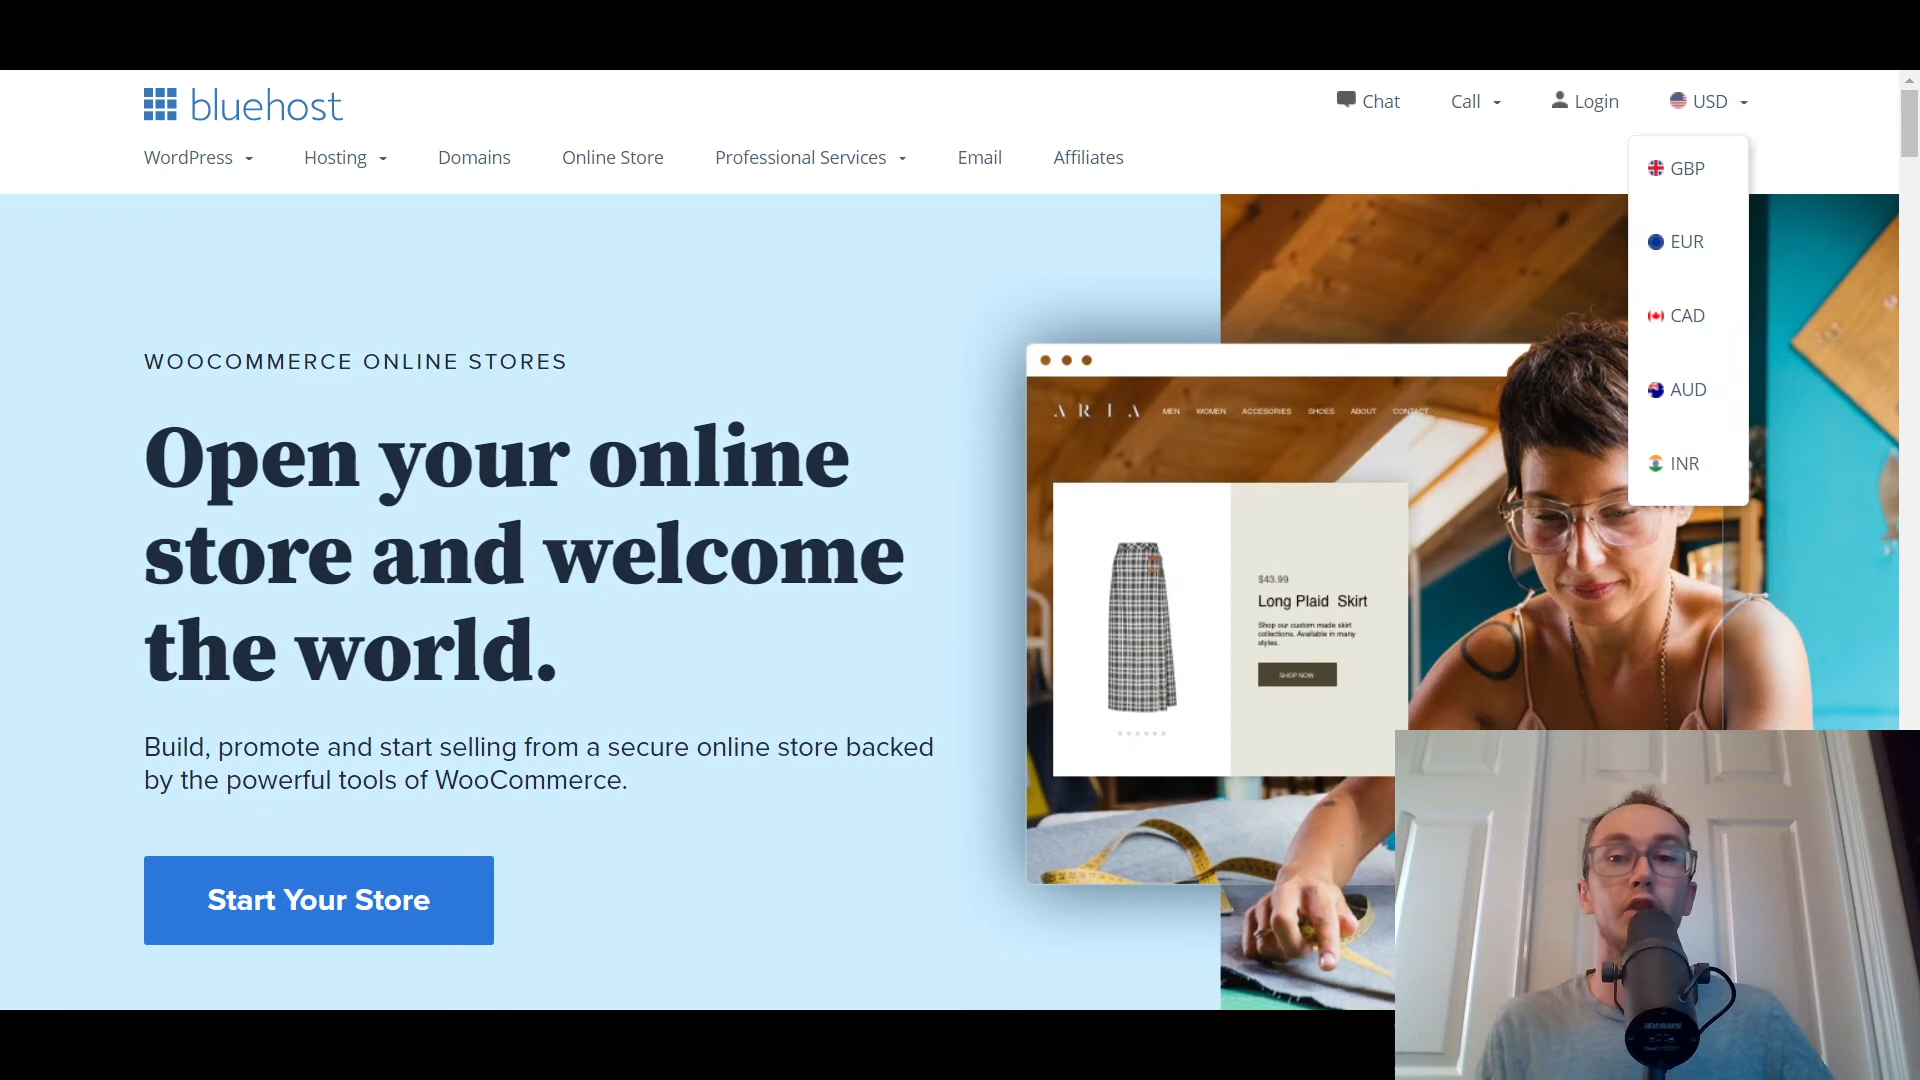 bluehost
Chat
Call
Login
USD
WordPress
Hosting
Domains
Online Store
Professional Services
Email
Affiliates
GBP
EUR
CAD
AUD
INR
WOOCOMMERCE ONLINE STORES
Open your online
store and welcome
the world.
Build, promote and start selling from a secure online store backed
by the powerful tools of WooCommerce.
Start Your Store
ARIA
MEN
WOMEN
ACCESORIES
SHOES
ABOUT
CONTACT
$43.99
Long Plaid Skirt
Shop our custom made skirt
collections. Available in many
styles.
SHOP NOW
SHURE